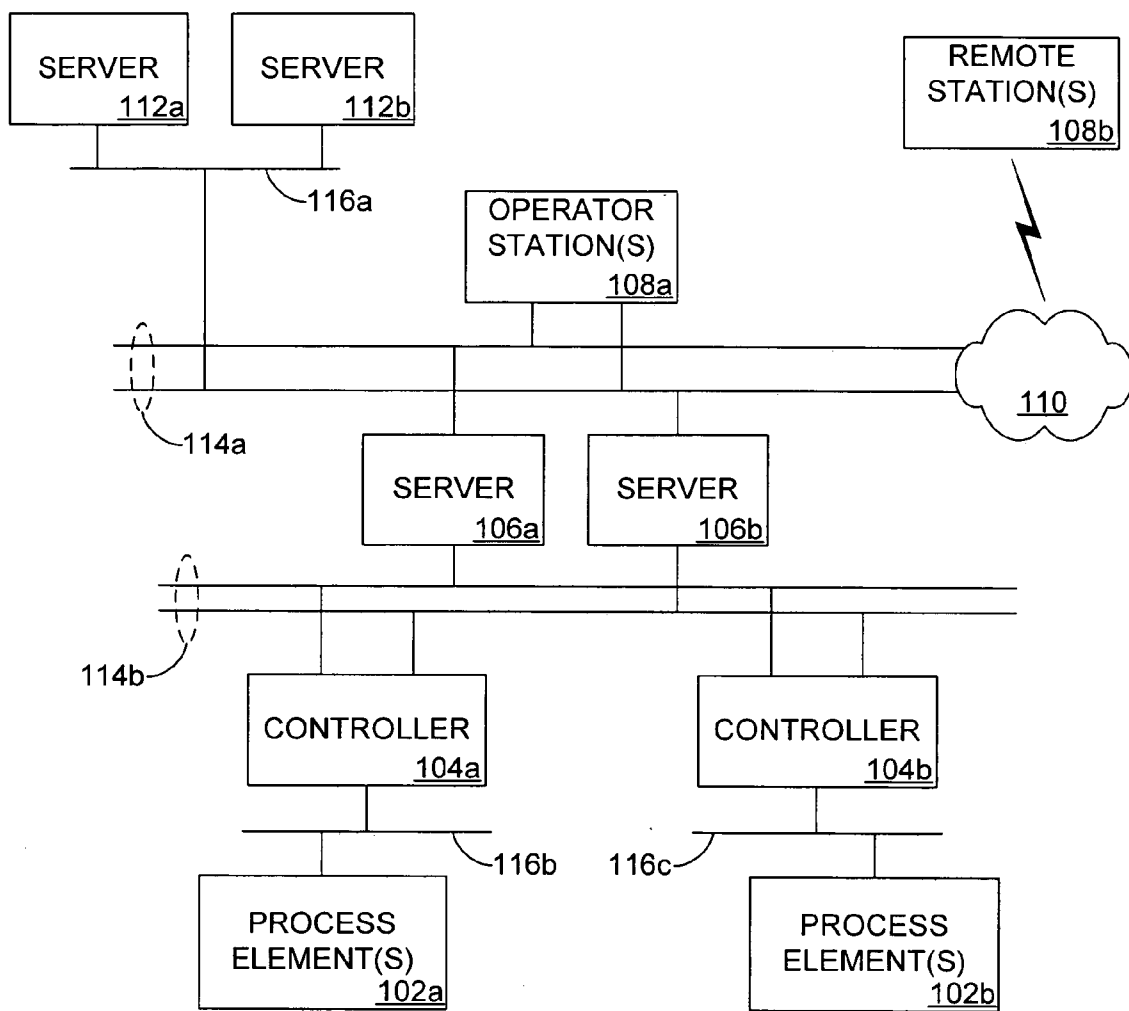 SERVER
112a
SERVER
112b
REMOTE
STATION(S)
108b
116a
OPERATOR
STATION(S)
108a
110
114a
SERVER
106a
SERVER
106b
114b
CONTROLLER
104a
CONTROLLER
104b
116b
116c
PROCESS
ELEMENT(S)
102a
PROCESS
ELEMENT(S)
102b